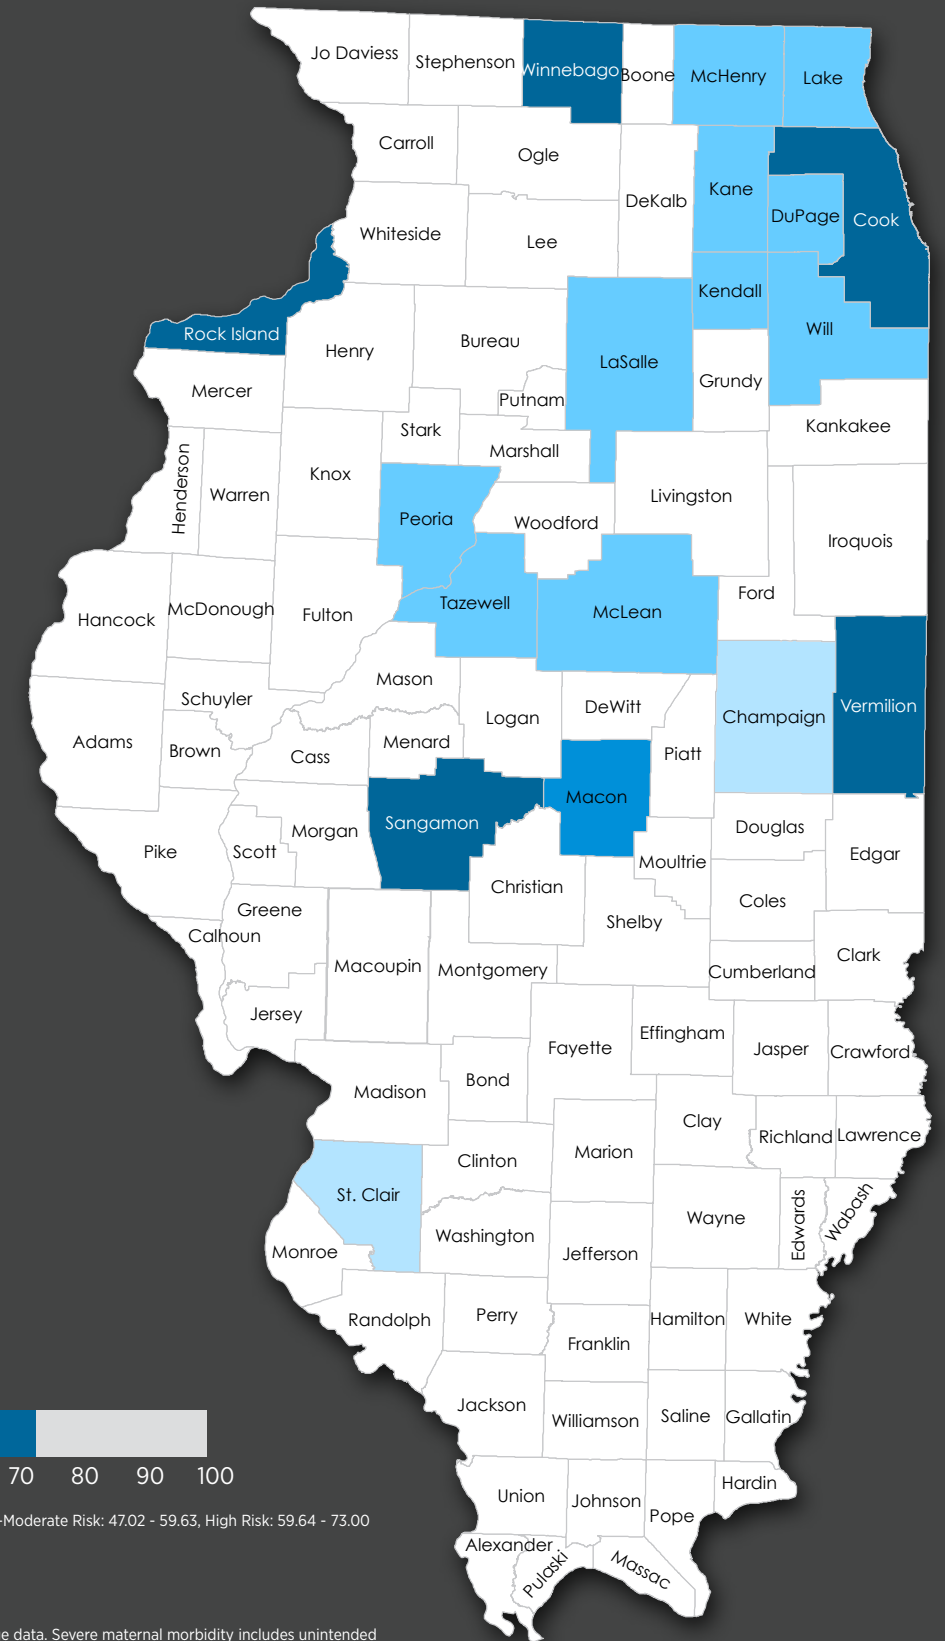 Jo Daviess
Stephenson
Winnebago
Boone
McHenry
Lake
Carroll
Ogle
DeKalb
Kane
DuPage
Cook
Whiteside
Lee
Kendall
Will
Rock Island
Henry
Bureau
LaSalle
Grundy
Mercer
Putnam
Kankakee
Stark
Marshall
Henderson
Warren
Knox
Peoria
Woodford
Livingston
Iroquois
Ford
Hancock
McDonough
Fulton
Tazewell
McLean
Mason
Schuyler
Logan
DeWitt
Champaign
Vermilion
Adams
Brown
Cass
Menard
Piatt
Macon
Sangamon
Morgan
Scott
Pike
Douglas
Edgar
Moultrie
Christian
Coles
Shelby
Greene
Calhoun
Macoupin
Montgomery
Cumberland
Clark
Jersey
Effingham
Fayette
Jasper
Crawford
Madison
Bond
Clay
Richland
Lawrence
Marion
Clinton
St. Clair
Wayne
Edwards
Wabash
Washington
Monroe
Jefferson
Randolph
Perry
Hamilton
White
Franklin
Jackson
Williamson
Saline
Gallatin
Union
Johnson
Hardin
Pope
Alexander
Pulaski
Massac
70 80 90 100
-Moderate Risk: 47.02 - 59.63, High Risk: 59.64 - 73.00
data. Severe maternal morbidity includes unintended